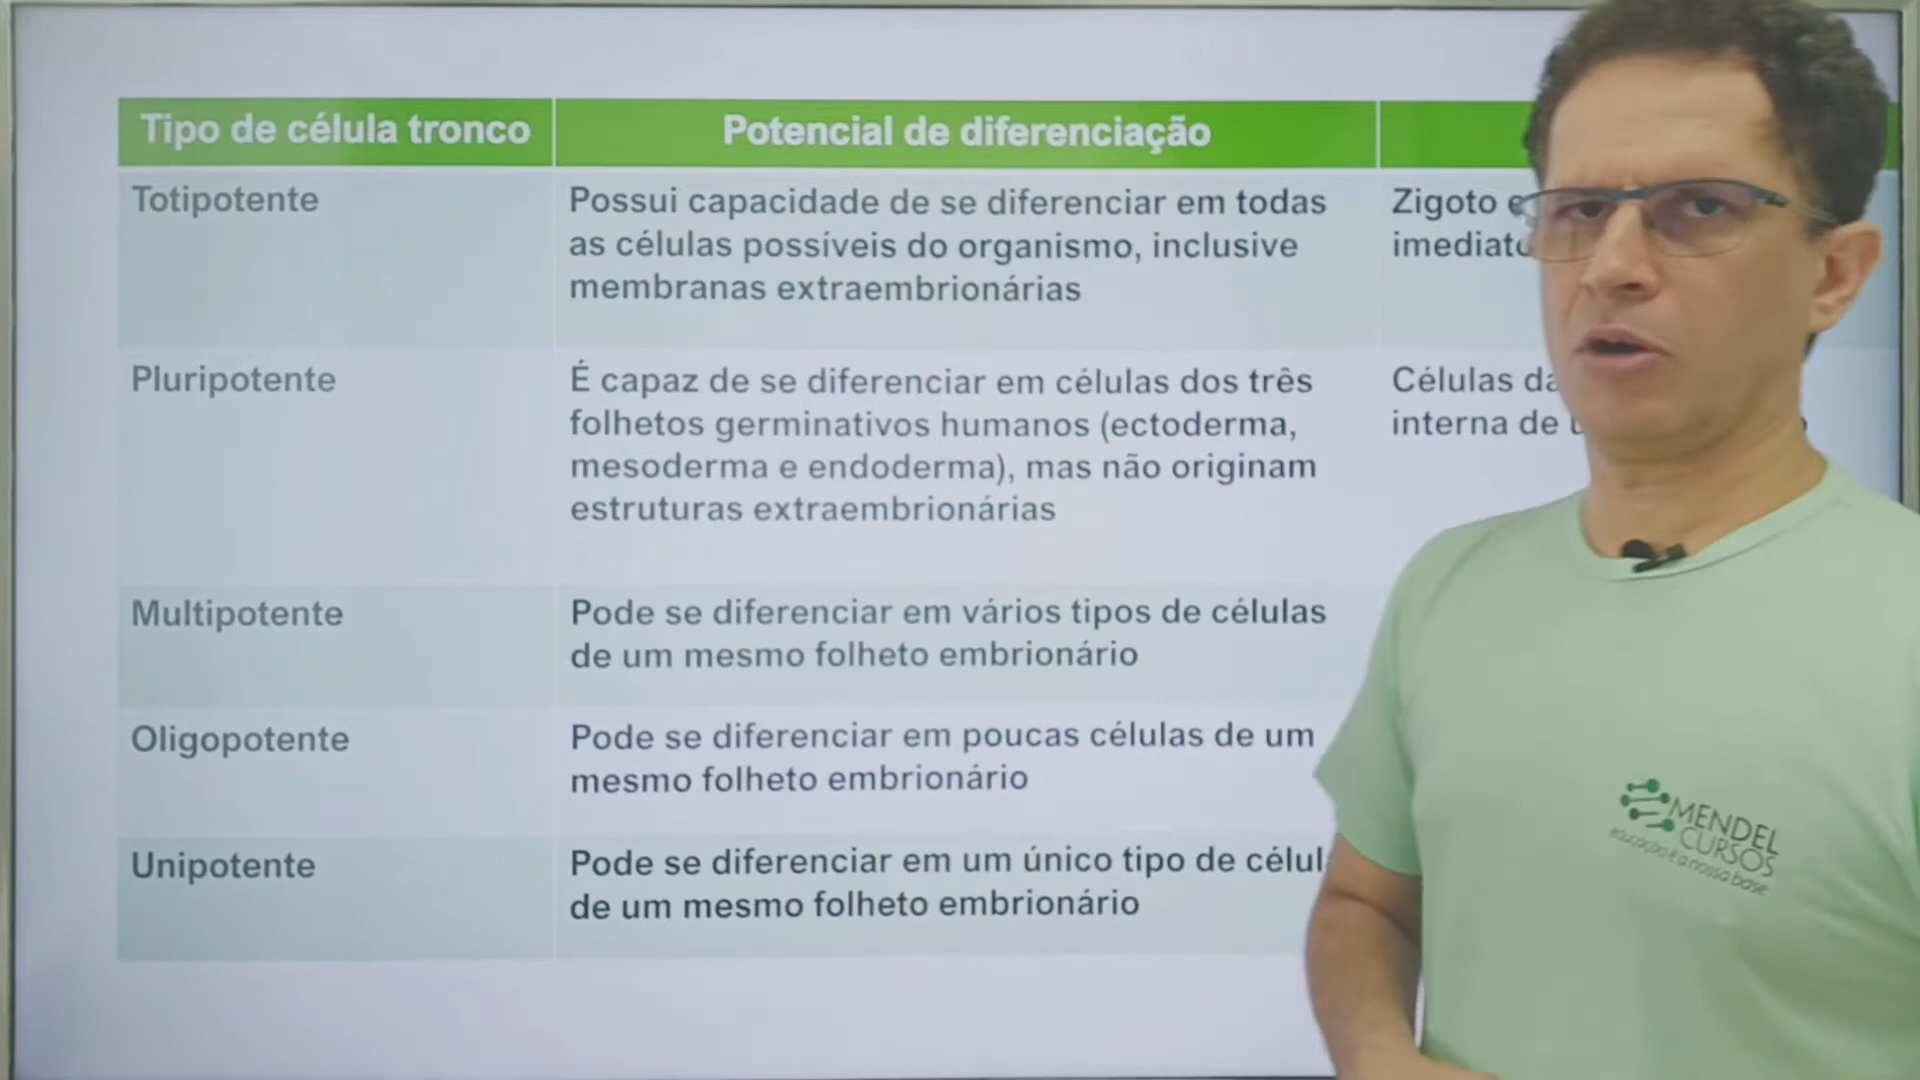 Tipo de célula tronco
Potencial de diferenciação
Totipotente
Possui capacidade de se diferenciar em todas
as células possíveis do organismo, inclusive
membranas extraembrionárias
Zigoto
Pluripotente
É capaz de se diferenciar em células dos três
folhetos germinativos humanos (ectoderma,
mesoderma e endoderma), mas não originam
estruturas extraembrionárias
Células
interna de
Multipotente
Pode se diferenciar em vários tipos de células
de um mesmo folheto embrionário
Oligopotente
Pode se diferenciar em poucas células de um
mesmo folheto embrionário
Unipotente
Pode se diferenciar em um único tipo de
de um mesmo folheto embrionário
MENDEL
CURSOS
educação é a nossa base